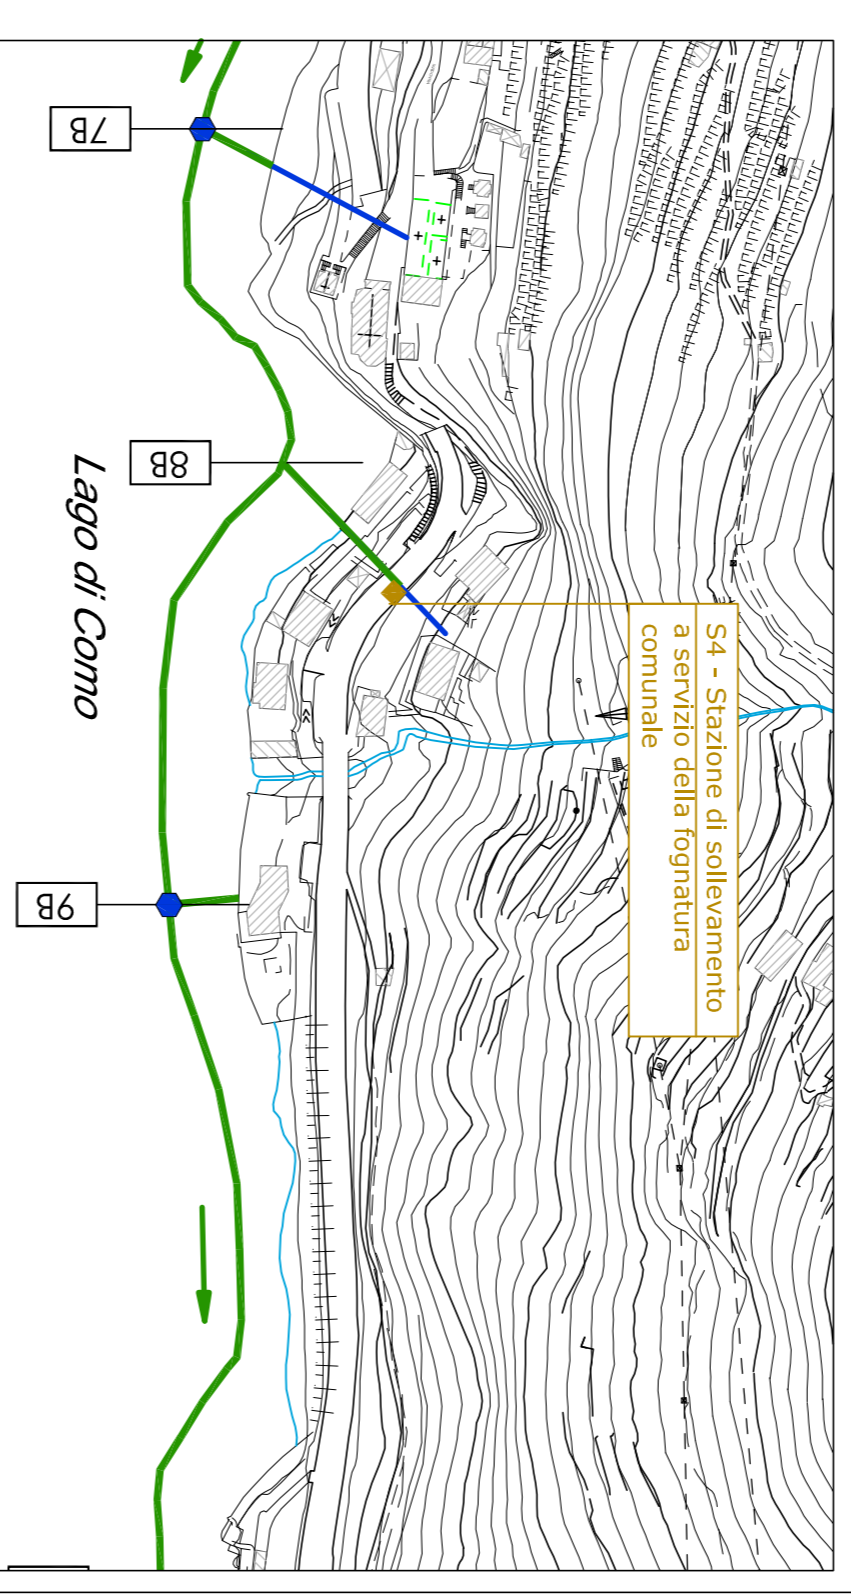 7B
8B
Lago di Como
S4 - Stazione di sollevamento
a servizio della fognatura
comunale
9B